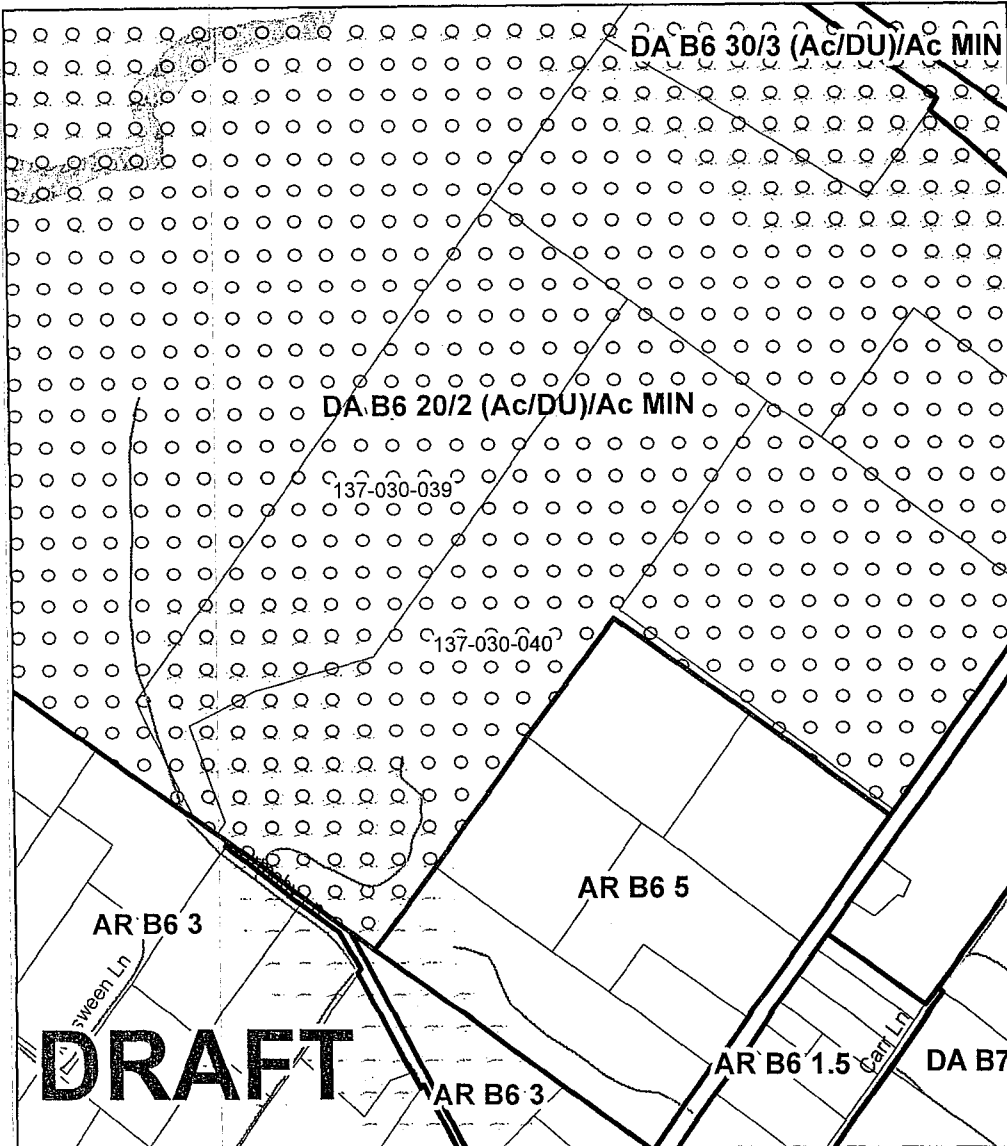 DA B6 30/3 (Ac/DU)/Ac MIN
DA B6 20/2 (Ac/DU)/Ac MIN
137-030-039
137-030-040
AR B6 5
AR B6 3
sween Ln
DRAFT
AR B6 3
AR B6 1.5
Carr Ln
DA B7